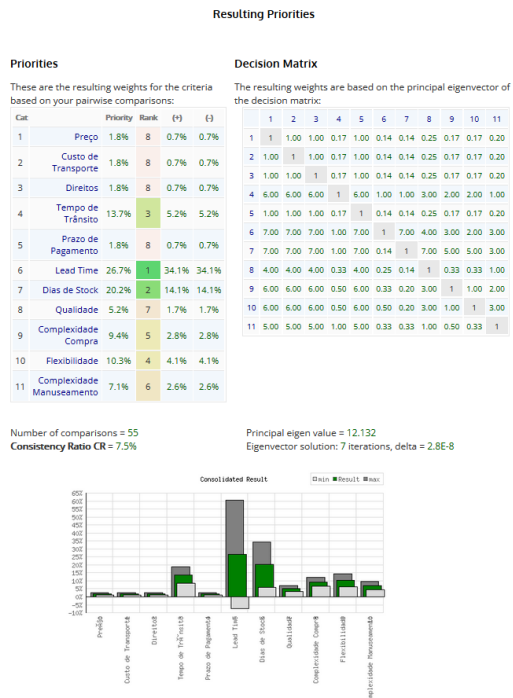 Resulting Priorities
Priorities
These are the resulting weights for the criteria
based on your pairwise comparisons:
Cat Priority Rank (+) (-)
1 Preço 1.8% 8 0.7% 0.7%
2 Custo de Transporte 1.8% 8 0.7% 0.7%
3 Direitos 1.8% 8 0.7% 0.7%
4 Tempo de Trânsito 13.7% 3 5.2% 5.2%
5 Prazo de Pagamento 1.8% 8 0.7% 0.7%
6 Lead Time 26.7% 1 34.1% 34.1%
7 Dias de Stock 20.2% 2 14.1% 14.1%
8 Qualidade 5.2% 7 1.7% 1.7%
9 Complexidade Compra 9.4% 5 2.8% 2.8%
10 Flexibilidade 10.3% 4 4.1% 4.1%
11 Complexidade Manuseamento 7.1% 6 2.6% 2.6%
Decision Matrix
The resulting weights are based on the principal eigenvector of
the decision matrix:
1 2 3 4 5 6 7 8 9 10 11
1 1 1.00 1.00 0.17 1.00 0.14 0.14 0.25 0.17 0.17 0.20
2 1.00 1 1.00 0.17 1.00 0.14 0.14 0.25 0.17 0.17 0.20
3 1.00 1.00 1 0.17 1.00 0.14 0.14 0.25 0.17 0.17 0.20
4 6.00 6.00 6.00 1 6.00 1.00 1.00 3.00 2.00 2.00 1.00
5 1.00 1.00 1.00 0.17 1 0.14 0.14 0.25 0.17 0.17 0.20
6 7.00 7.00 7.00 1.00 7.00 1 7.00 4.00 3.00 2.00 3.00
7 7.00 7.00 7.00 1.00 7.00 0.14 1 7.00 5.00 5.00 3.00
8 4.00 4.00 4.00 0.33 4.00 0.25 0.14 1 0.33 0.33 1.00
9 6.00 6.00 6.00 0.50 6.00 0.33 0.20 3.00 1 1.00 2.00
10 6.00 6.00 6.00 0.50 6.00 0.50 0.20 3.00 1.00 1 3.00
11 5.00 5.00 5.00 1.00 5.00 0.33 0.33 1.00 0.50 0.33 1
Number of comparisons = 55
Consistency Ratio CR = 7.5%
Principal eigen value = 12.132
Eigenvector solution: 7 iterations, delta = 2.8E-8
Consolidated Result
min Result max
65%
60%
55%
50%
45%
40%
35%
30%
25%
20%
15%
10%
5%
0%
-5%
-10%
Custo de Transporte
Direitos
Prazo de Pagamento
Lead Time
Dias de Stock
Qualidade
Complexidade Compra
Flexibilidade